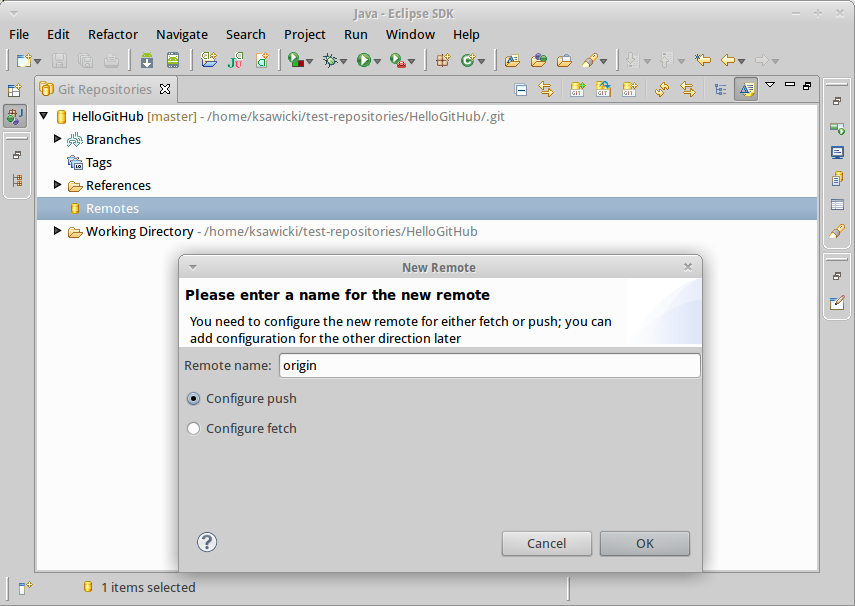 Java - Eclipse SDK
File Edit Refactor Navigate Search Project Run Window Help
Git Repositories
HelloGitHub [master] - /home/ksawicki/test-repositories/HelloGitHub/.git
Branches
Tags
References
Remotes
Working Directory - /home/ksawicki/test-repositories/HelloGitHub
New Remote
Please enter a name for the new remote
You need to configure the new remote for either fetch or push; you can
add configuration for the other direction later
Remote name: origin
Configure push
Configure fetch
?
Cancel OK
1 items selected